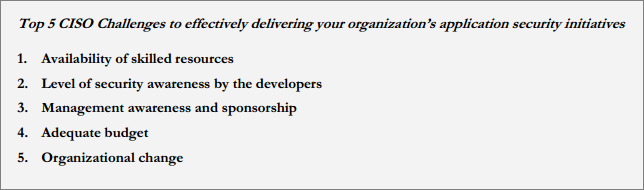 Top 5 CISO Challenges to effectively delivering your organization's application security initiatives
1. Availability of skilled resources
2. Level of security awareness by the developers
3. Management awareness and sponsorship
4. Adequate budget
5. Organizational change